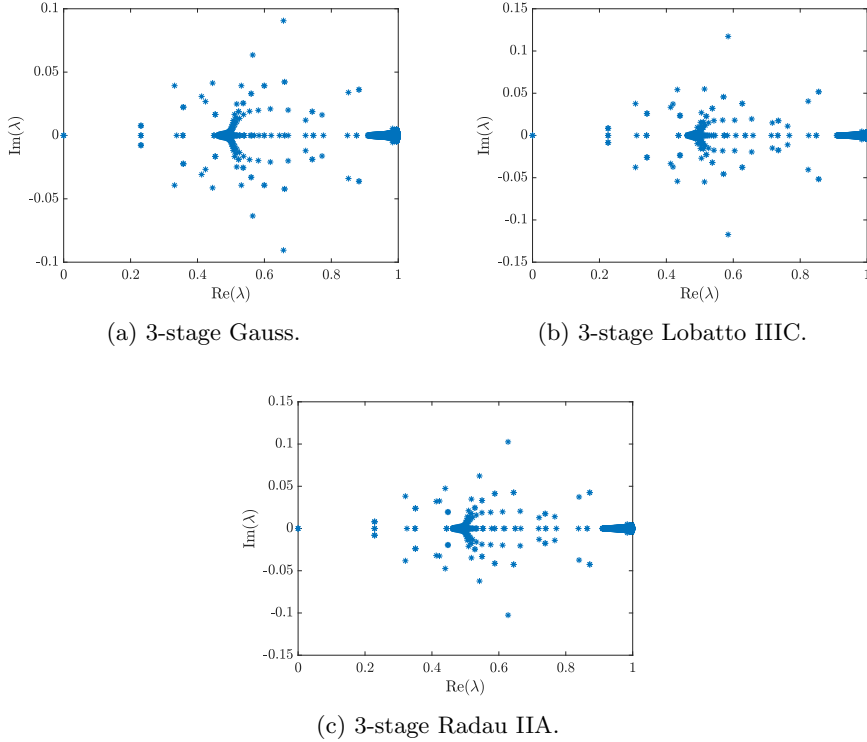 0.1
0.05
0
-0.05
-0.1
Im(λ)
0 0.2 0.4 0.6 0.8 1
Re(λ)
(a) 3-stage Gauss.
0.15
0.1
0.05
0
-0.05
-0.1
-0.15
Im(λ)
0 0.2 0.4 0.6 0.8 1
Re(λ)
(b) 3-stage Lobatto IIIC.
0.15
0.1
0.05
0
-0.05
-0.1
-0.15
Im(λ)
0 0.2 0.4 0.6 0.8 1
Re(λ)
(c) 3-stage Radau IIA.